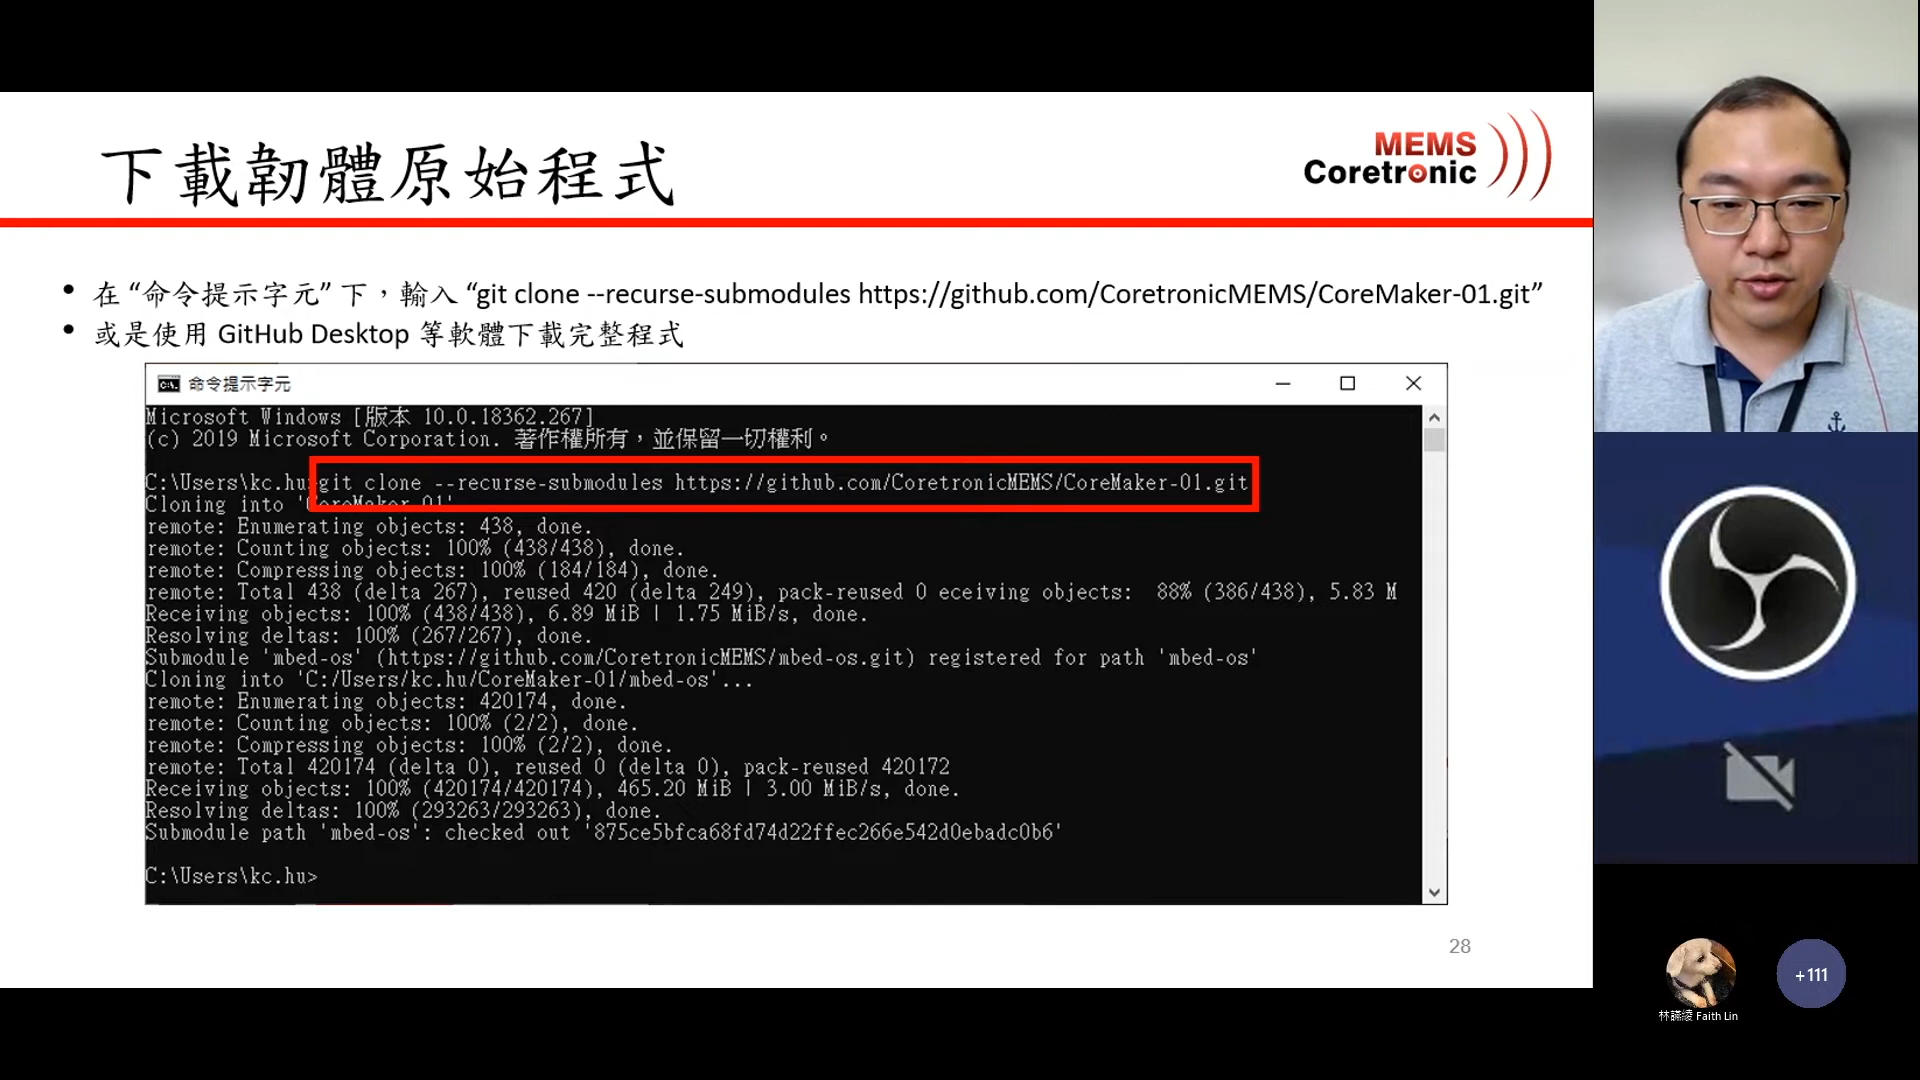 下載韌體原始程式
MEMS
Coretronic
• 在 “命令提示字元” 下，輸入 “git clone --recurse-submodules https://github.com/CoretronicMEMS/CoreMaker-01.git”
• 或是使用 GitHub Desktop 等軟體下載完整程式
命令提示字元
Microsoft Windows [版本 10.0.18362.267]
(c) 2019 Microsoft Corporation. 著作權所有，並保留一切權利。
C:\Users\kc.hu>git clone --recurse-submodules https://github.com/CoretronicMEMS/CoreMaker-01.git
Cloning into 'CoreMaker-01'
remote: Enumerating objects: 438, done.
remote: Counting objects: 100% (438/438), done.
remote: Compressing objects: 100% (184/184), done.
remote: Total 438 (delta 267), reused 420 (delta 249), pack-reused 0 eceiving objects:  88% (386/438), 5.83 M
Receiving objects: 100% (438/438), 6.89 MiB | 1.75 MiB/s, done.
Resolving deltas: 100% (267/267), done.
Submodule 'mbed-os' (https://github.com/CoretronicMEMS/mbed-os.git) registered for path 'mbed-os'
Cloning into 'C:/Users/kc.hu/CoreMaker-01/mbed-os'...
remote: Enumerating objects: 420174, done.
remote: Counting objects: 100% (2/2), done.
remote: Compressing objects: 100% (2/2), done.
remote: Total 420174 (delta 0), reused 0 (delta 0), pack-reused 420172
Receiving objects: 100% (420174/420174), 465.20 MiB | 3.00 MiB/s, done.
Resolving deltas: 100% (293263/293263), done.
Submodule path 'mbed-os': checked out '875ce5bfca68fd74d22ffec266e542d0ebadc0b6'
C:\Users\kc.hu>
28
+111
Faith Lin